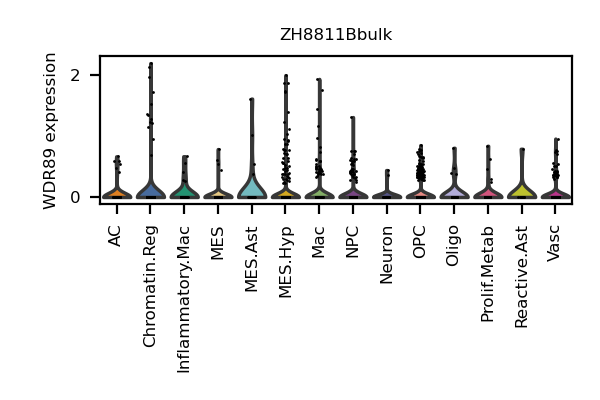 ZH8811Bbulk
WDR89 expression
2
0
AC
Chromatin.Reg
Inflammatory.Mac
MES
MES.Ast
MES.Hyp
Mac
NPC
Neuron
OPC
Oligo
Prolif.Metab
Reactive.Ast
Vasc